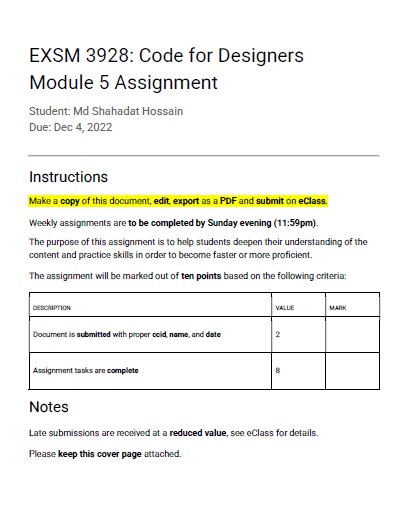 EXSM 3928: Code for Designers
Module 5 Assignment
Student: Md Shahadat Hossain
Due: Dec 4, 2022
Instructions
Make a copy of this document, edit, export as a PDF and submit on eClass.
Weekly assignments are to be completed by Sunday evening (11:59pm).
The purpose of this assignment is to help students deepen their understanding of the
content and practice skills in order to become faster or more proficient.
The assignment will be marked out of ten points based on the following criteria:
DESCRIPTION VALUE MARK
Document is submitted with proper ccid, name, and date 2
Assignment tasks are complete 8
Notes
Late submissions are received at a reduced value, see eClass for details.
Please keep this cover page attached.